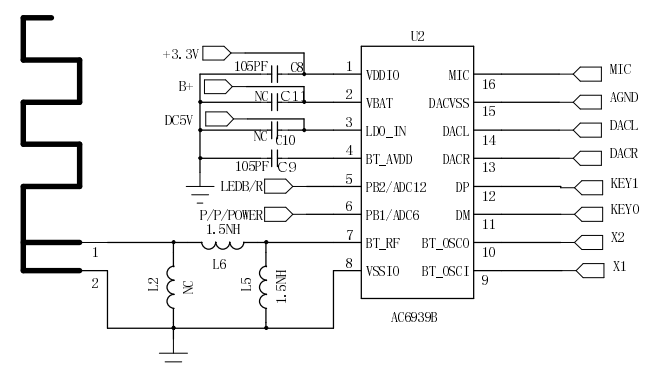 U2
+3.3V
105PF C8
1 VDDIO MIC 16 MIC
B+
NC C11
2 VBAT DACVSS 15 AGND
DC5V
NC C10
3 LDO_IN DACL 14 DACL
4 BT_AVDD DACR 13 DACR
105PF C9
LEDB/R 5 PB2/ADC12 DP 12 KEY1
P/P/POWER 6 PB1/ADC6 DM 11 KEY0
1.5NH
1 7 BT_RF BT_OSCO 10 X2
L6
2 8 VSSIO BT_OSCI 9 X1
L2 NC L5 1.5NH
AC6939B